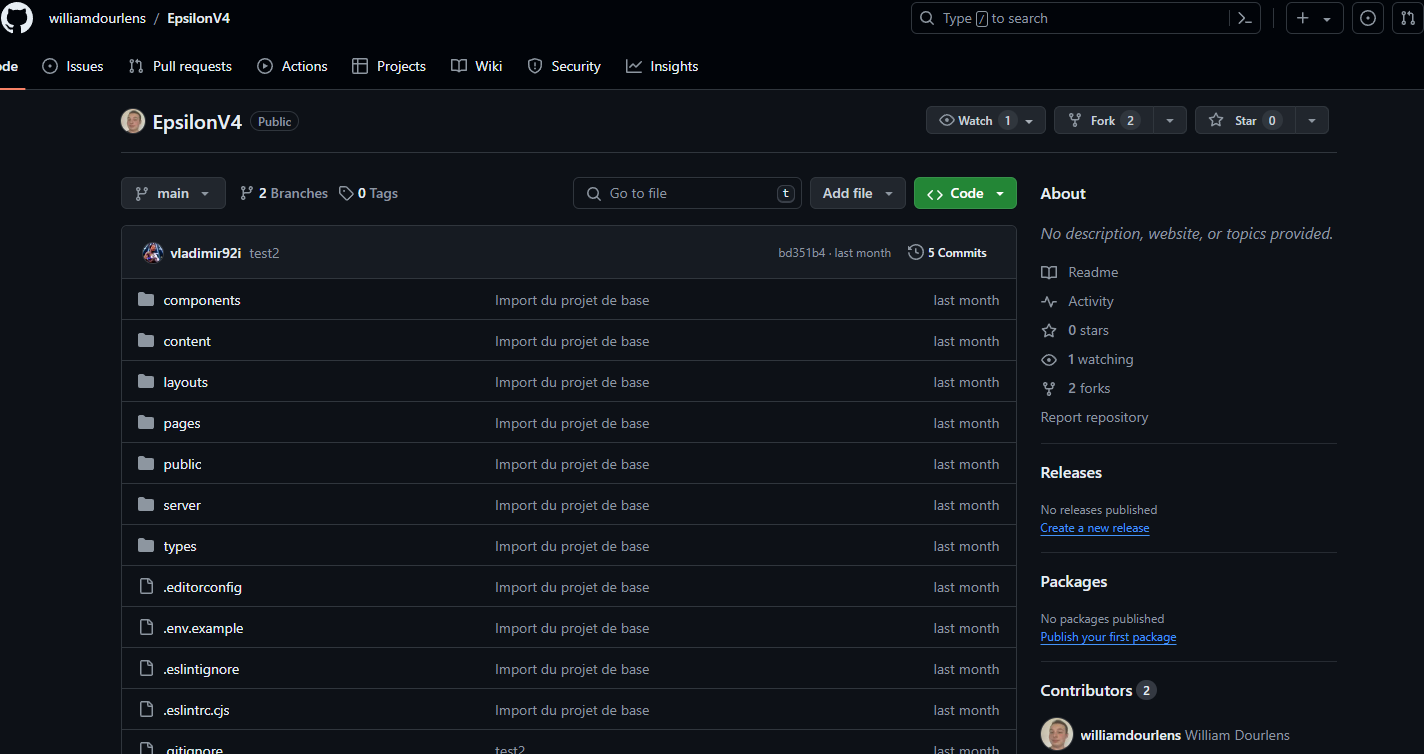 williamdourlens / EpsilonV4
Type / to search
ode Issues Pull requests Actions Projects Wiki Security Insights
EpsilonV4 Public
Watch 1 Fork 2 Star 0
main 2 Branches 0 Tags Go to file t Add file Code
vladimir92i test2 bd351b4 · last month 5 Commits
components Import du projet de base last month
content Import du projet de base last month
layouts Import du projet de base last month
pages Import du projet de base last month
public Import du projet de base last month
server Import du projet de base last month
types Import du projet de base last month
.editorconfig Import du projet de base last month
.env.example Import du projet de base last month
.eslintignore Import du projet de base last month
.eslintrc.cjs Import du projet de base last month
.gitignore test2 last month
About
No description, website, or topics provided.
Readme
Activity
0 stars
1 watching
2 forks
Report repository
Releases
No releases published
Create a new release
Packages
No packages published
Publish your first package
Contributors 2
williamdourlens William Dourlens